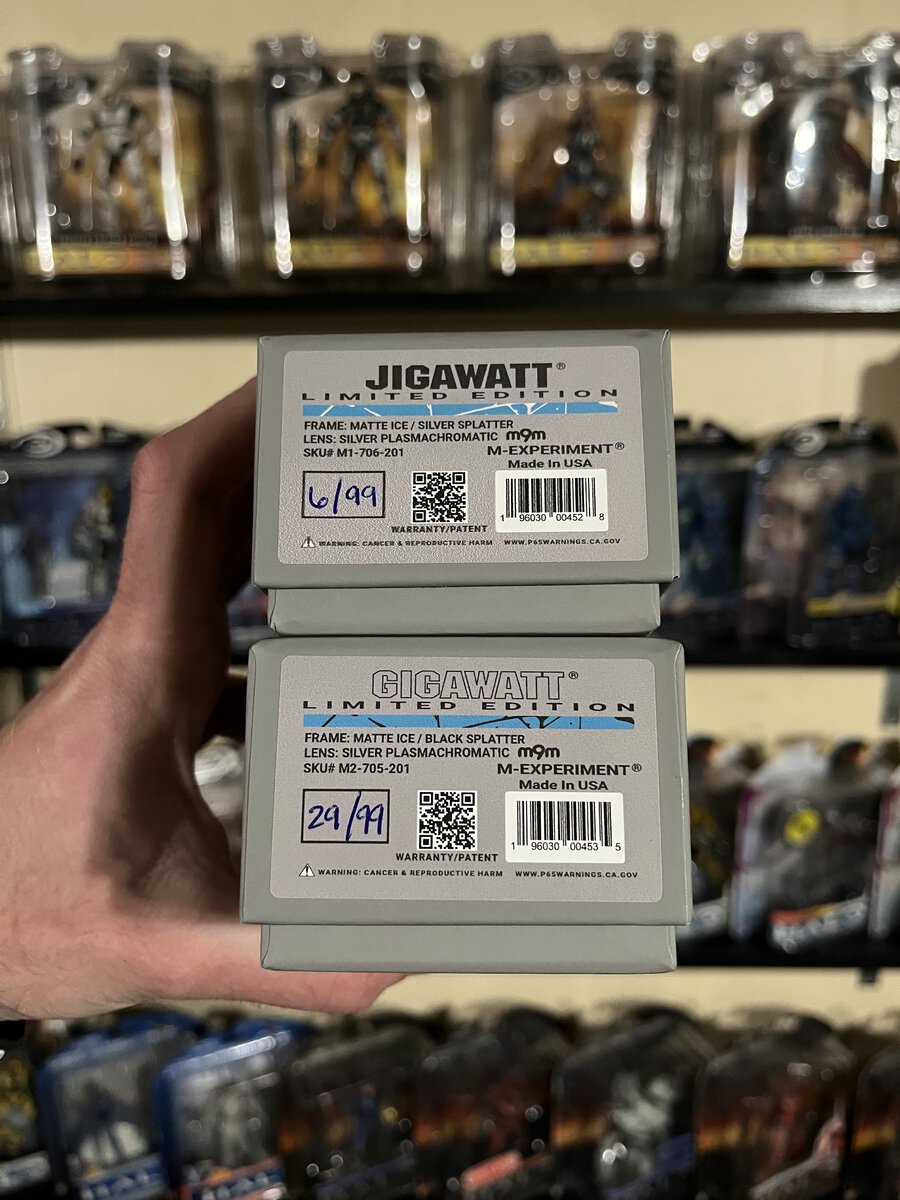 JIGAWATT®
LIMITED EDITION
FRAME: MATTE ICE / SILVER SPLATTER
LENS: SILVER PLASMACHROMATIC m9m
SKU# M1-706-201
M-EXPERIMENT®
Made In USA
6/99
1 96030 00452 8
WARRANTY/PATENT
WARNING: CANCER & REPRODUCTIVE HARM WWW.P65WARNINGS.CA.GOV
GIGAWATT®
LIMITED EDITION
FRAME: MATTE ICE / BLACK SPLATTER
LENS: SILVER PLASMACHROMATIC m9m
SKU# M2-705-201
M-EXPERIMENT®
Made In USA
29/99
1 96030 00453 5
WARRANTY/PATENT
WARNING: CANCER & REPRODUCTIVE HARM WWW.P65WARNINGS.CA.GOV